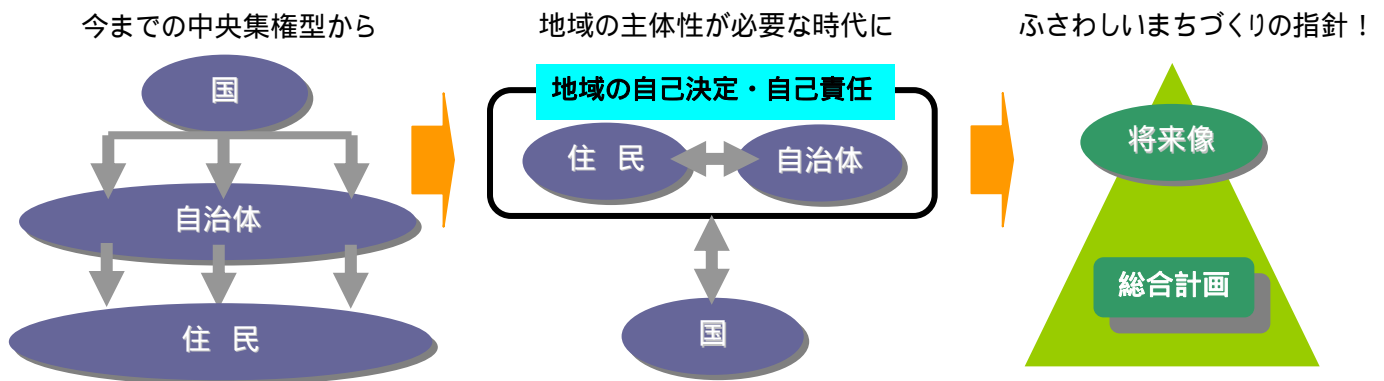 今までの中央集権型から
国
自治体
住 民
地域の主体性が必要な時代に
地域の自己決定・自己責任
住 民
自治体
国
ふさわしいまちづくりの指針！
将来像
総合計画